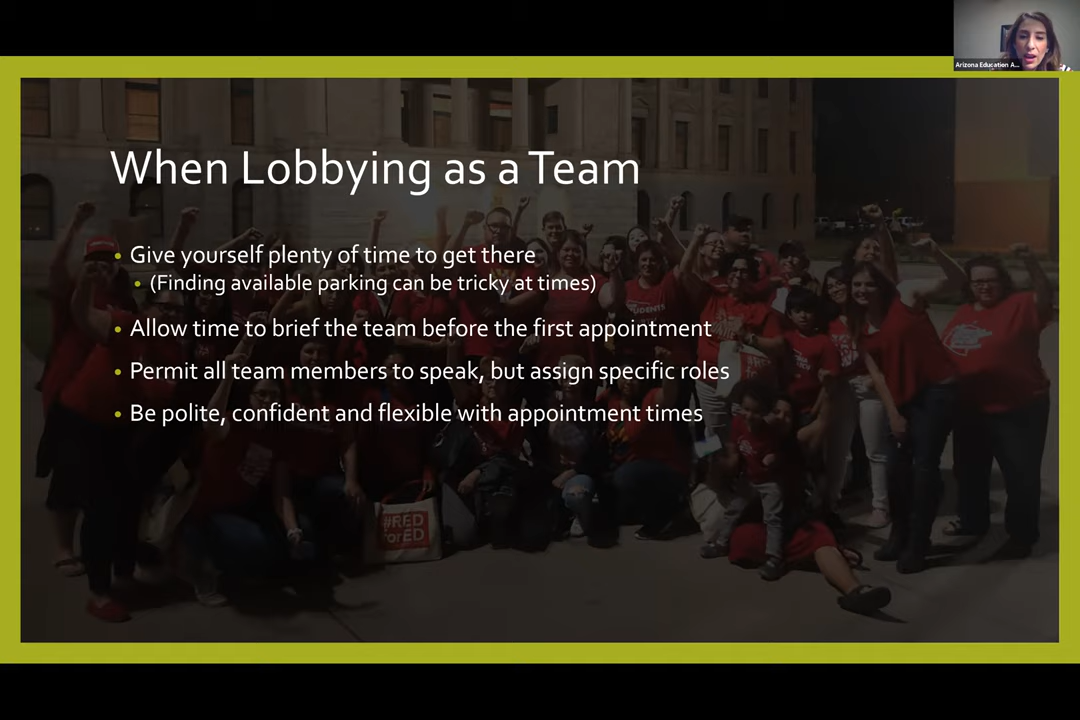 Arizona Education A...
When Lobbying as a Team
• Give yourself plenty of time to get there
• (Finding available parking can be tricky at times)
• Allow time to brief the team before the first appointment
• Permit all team members to speak, but assign specific roles
• Be polite, confident and flexible with appointment times
#RED
FOR ED